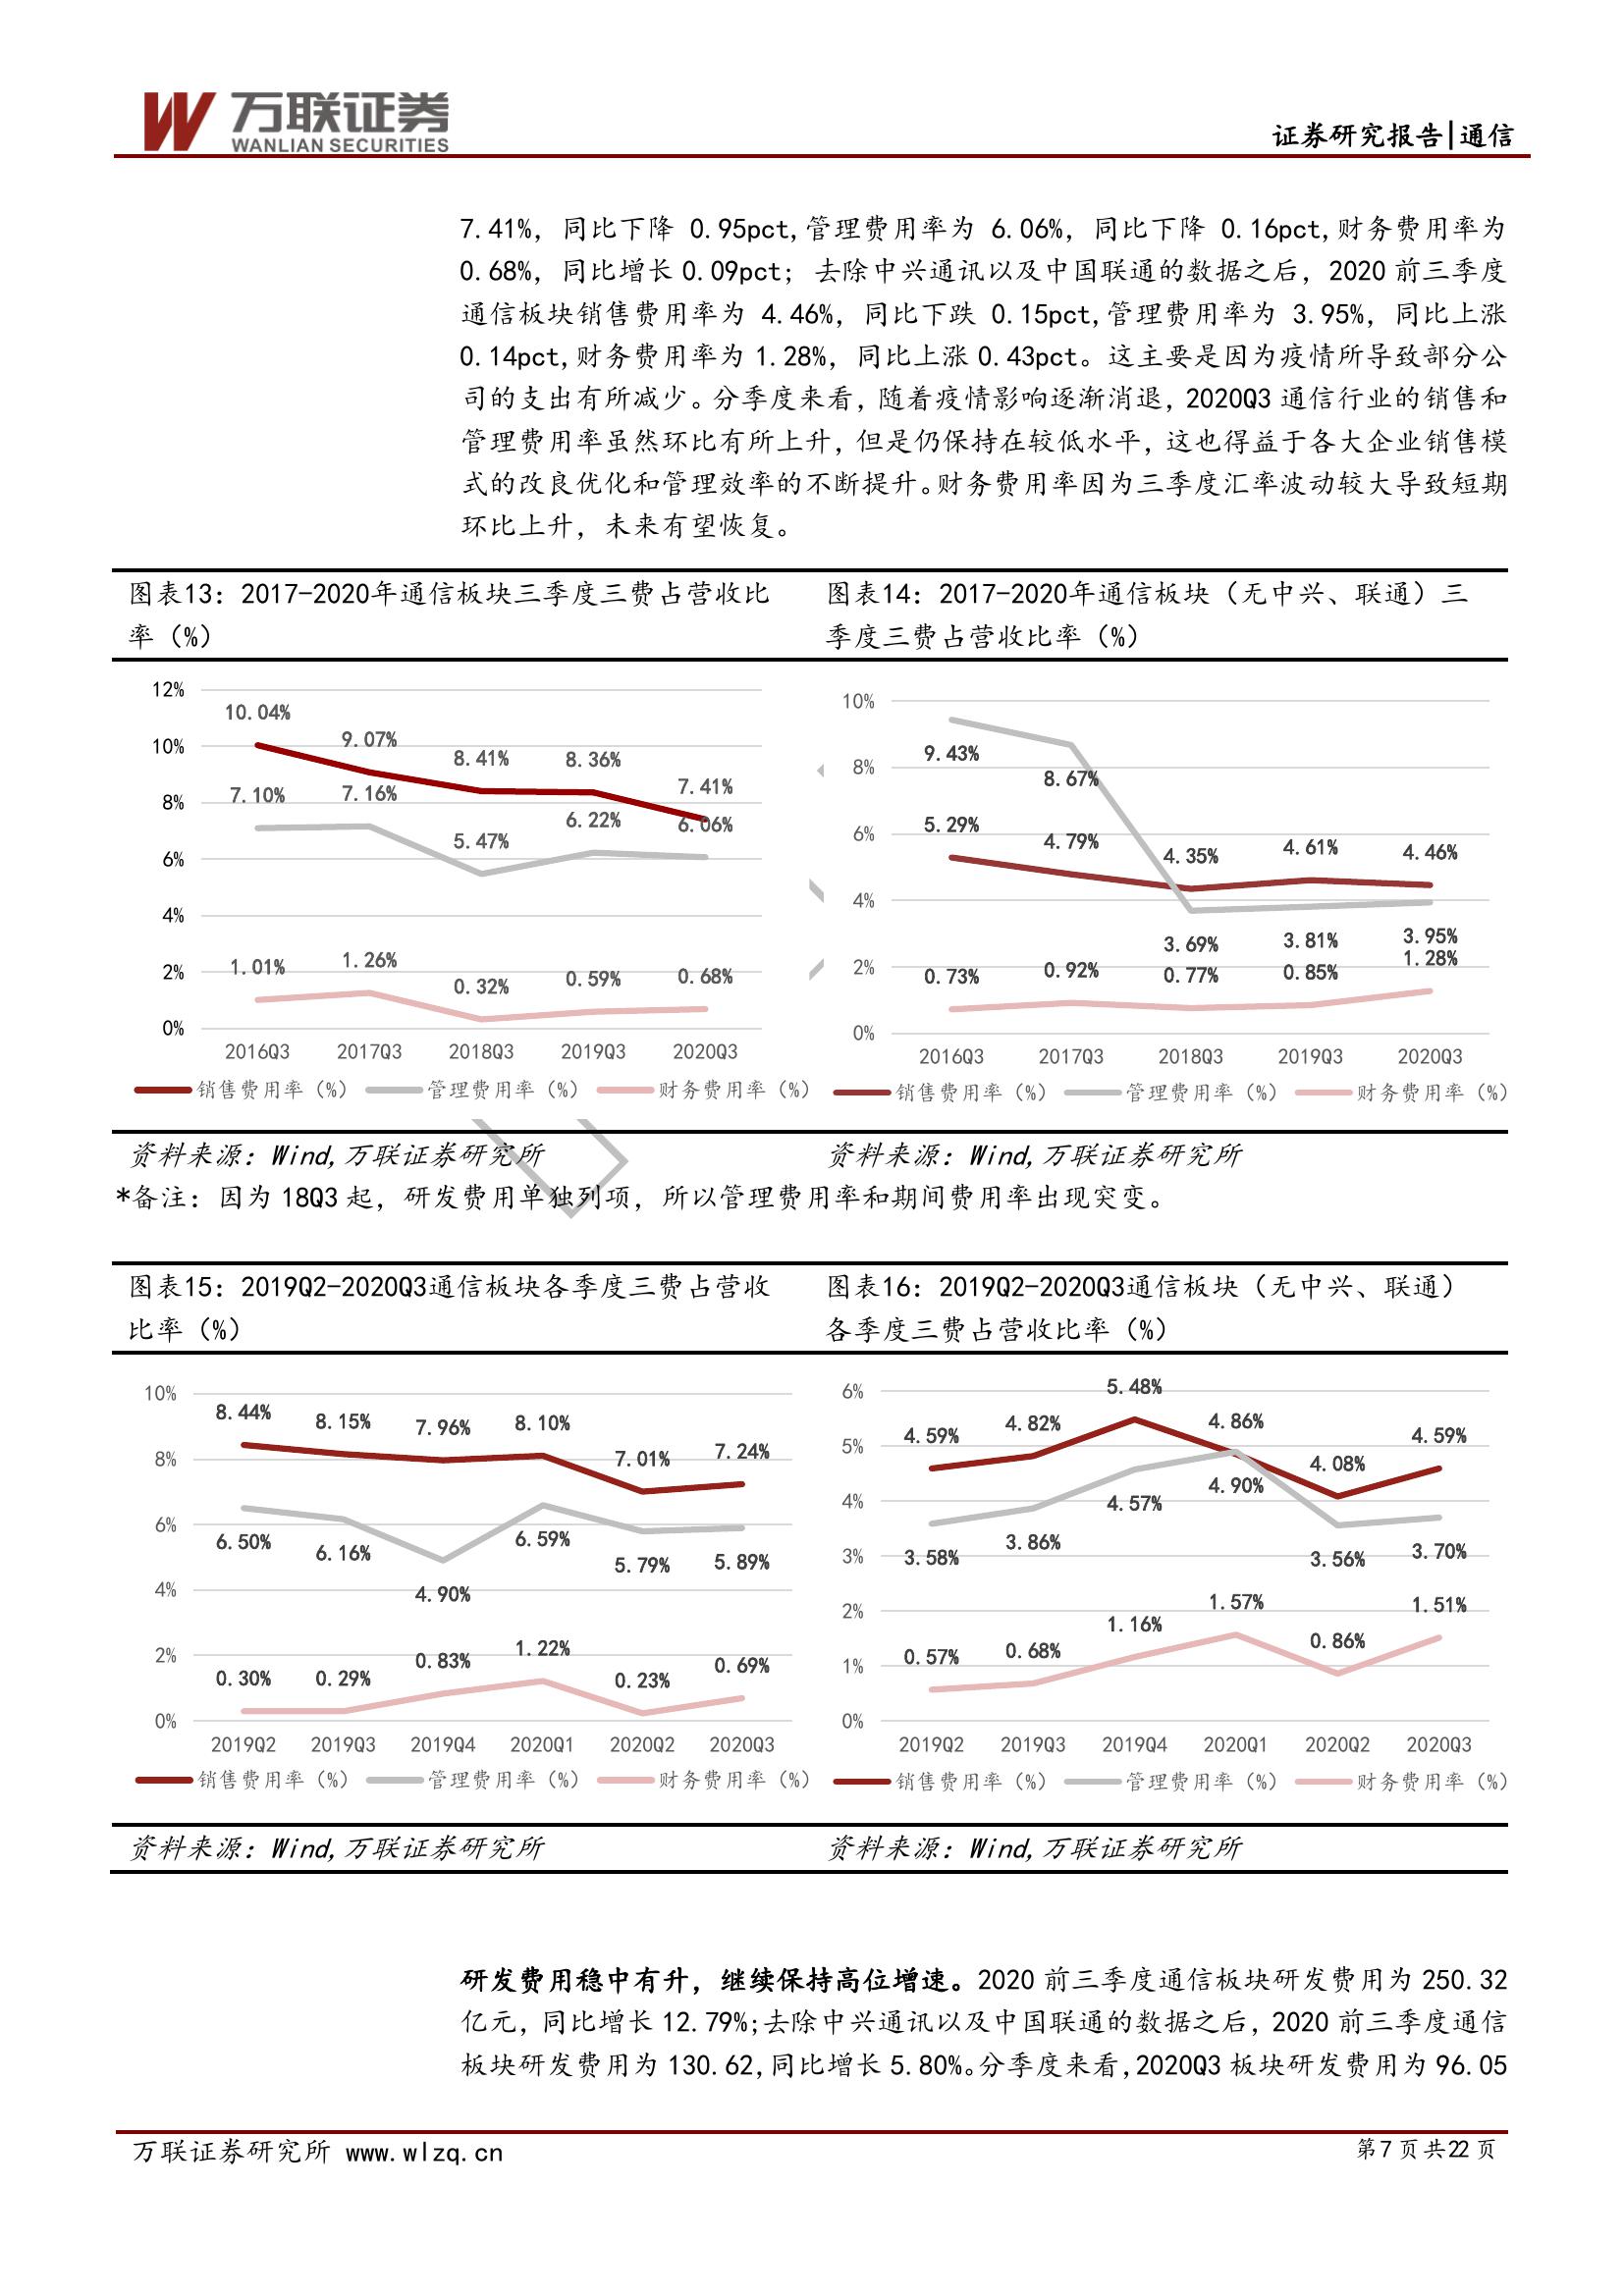 万联证券
WANLIAN SECURITIES
证券研究报告|通信
7.41%，同比下降 0.95pct,管理费用率为 6.06%，同比下降 0.16pct,财务费用率为
0.68%，同比增长 0.09pct；去除中兴通讯以及中国联通的数据之后，2020 前三季度
通信板块销售费用率为 4.46%，同比下跌 0.15pct,管理费用率为 3.95%，同比上涨
0.14pct,财务费用率为 1.28%，同比上涨 0.43pct。这主要是因为疫情所导致部分公
司的支出有所减少。分季度来看，随着疫情影响逐渐消退，2020Q3 通信行业的销售和
管理费用率虽然环比有所上升，但是仍保持在较低水平，这也得益于各大企业销售模
式的改良优化和管理效率的不断提升。财务费用率因为三季度汇率波动较大导致短期
环比上升，未来有望恢复。
图表13：2017-2020年通信板块三季度三费占营收比
率（%）
12%
10%
8%
6%
4%
2%
0%
10.04%
9.07%
8.41%
8.36%
7.41%
7.10%
7.16%
5.47%
6.22%
6.06%
1.01%
1.26%
0.32%
0.59%
0.68%
2016Q3 2017Q3 2018Q3 2019Q3 2020Q3
销售费用率（%） 管理费用率（%） 财务费用率（%）
图表14：2017-2020年通信板块（无中兴、联通）三
季度三费占营收比率（%）
10%
8%
6%
4%
2%
0%
9.43%
8.67%
5.29%
4.79%
4.35%
4.61%
4.46%
3.69%
3.81%
3.95%
0.73%
0.92%
0.77%
0.85%
1.28%
2016Q3 2017Q3 2018Q3 2019Q3 2020Q3
销售费用率（%） 管理费用率（%） 财务费用率（%）
资料来源：Wind,万联证券研究所
资料来源：Wind,万联证券研究所
*备注：因为 18Q3 起，研发费用单独列项，所以管理费用率和期间费用率出现突变。
图表15：2019Q2-2020Q3通信板块各季度三费占营收
比率（%）
10%
8%
6%
4%
2%
0%
8.44%
8.15%
7.96%
8.10%
7.01%
7.24%
6.50%
6.16%
4.90%
6.59%
5.79%
5.89%
0.30%
0.29%
0.83%
1.22%
0.23%
0.69%
2019Q2 2019Q3 2019Q4 2020Q1 2020Q2 2020Q3
销售费用率（%） 管理费用率（%） 财务费用率（%）
图表16：2019Q2-2020Q3通信板块（无中兴、联通）
各季度三费占营收比率（%）
6%
5%
4%
3%
2%
1%
0%
4.59%
4.82%
5.48%
4.86%
4.08%
4.59%
3.58%
3.86%
4.57%
4.90%
3.56%
3.70%
0.57%
0.68%
1.16%
1.57%
0.86%
1.51%
2019Q2 2019Q3 2019Q4 2020Q1 2020Q2 2020Q3
销售费用率（%） 管理费用率（%） 财务费用率（%）
资料来源：Wind,万联证券研究所
资料来源：Wind,万联证券研究所
研发费用稳中有升，继续保持高位增速。2020 前三季度通信板块研发费用为 250.32
亿元，同比增长 12.79%;去除中兴通讯以及中国联通的数据之后，2020 前三季度通信
板块研发费用为 130.62,同比增长 5.80%。分季度来看,2020Q3 板块研发费用为 96.05
万联证券研究所 www.wlzq.cn
第7 页共22 页